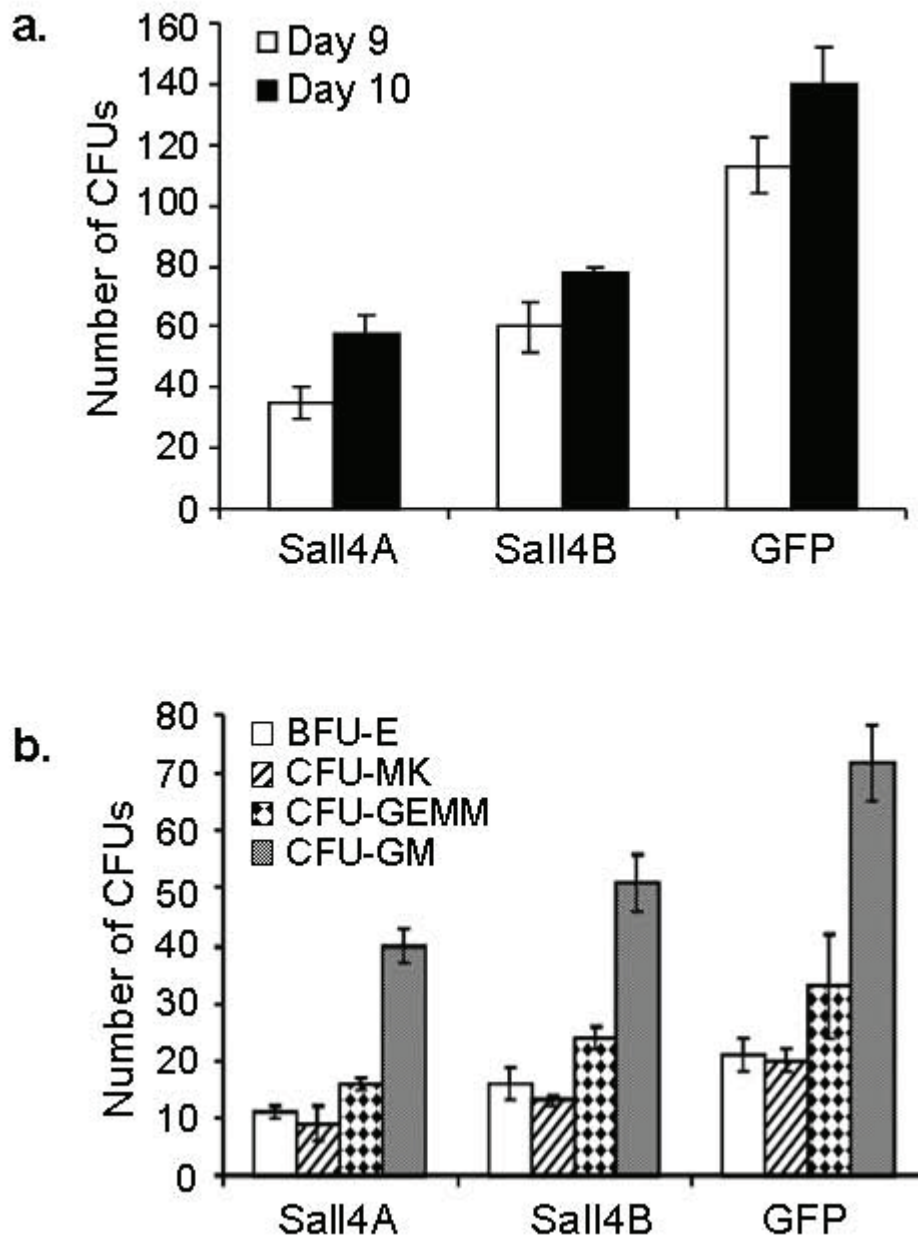 a.
Number of CFUs
160
140
120
100
80
60
40
20
0
Day 9
Day 10
Sall4A
Sall4B
GFP
b.
Number of CFUs
80
70
60
50
40
30
20
10
0
BFU-E
CFU-MK
CFU-GEMM
CFU-GM
Sall4A
Sall4B
GFP